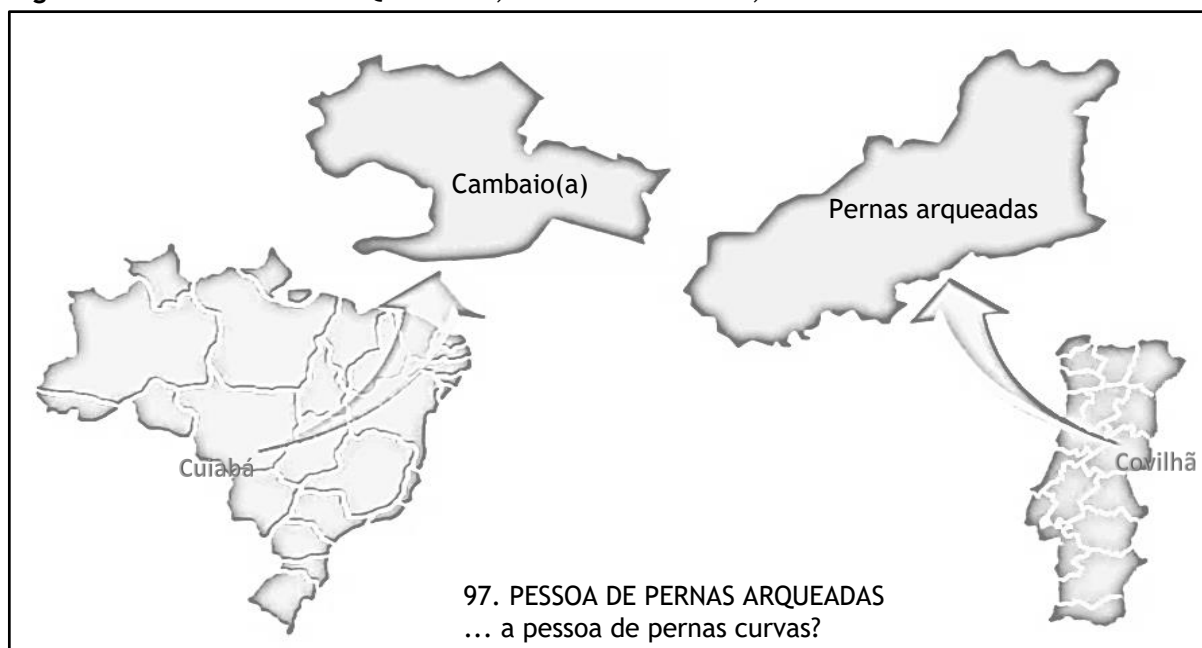 Cambaio(a)
Pernas arqueadas
Cuiabá
Covilhã
97. PESSOA DE PERNAS ARQUEADAS
... a pessoa de pernas curvas?